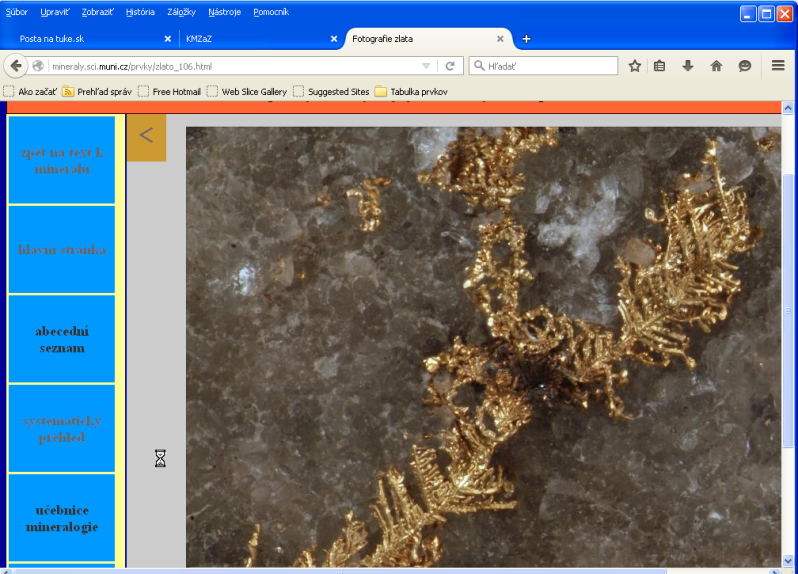 Súbor Upraviť Zobraziť História Záložky Nástroje Pomocník
Posta na tuke.sk KMZaZ Fotografie zlata
mineraly.sci.muni.cz/prvky/zlato_106.html Hľadať
Ako začať Prehľad správ Free Hotmail Web Slice Gallery Suggested Sites Tabulka prvkov
zpět na text k
minerálu
hlavní stránka
abecední
seznam
systematický
přehled
učebnice
mineralogie